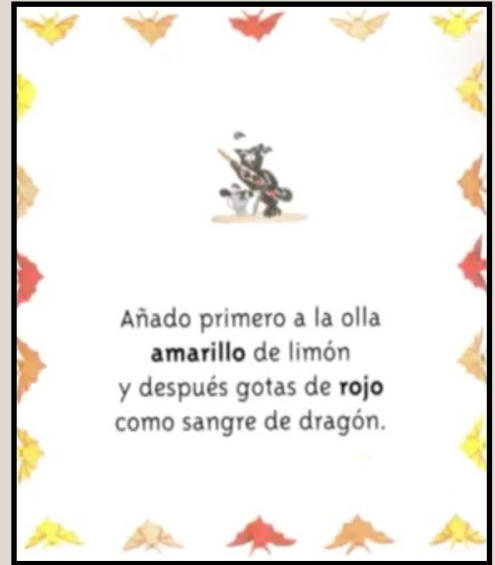 Añado primero a la olla
amarillo de limón
y después gotas de rojo
como sangre de dragón.